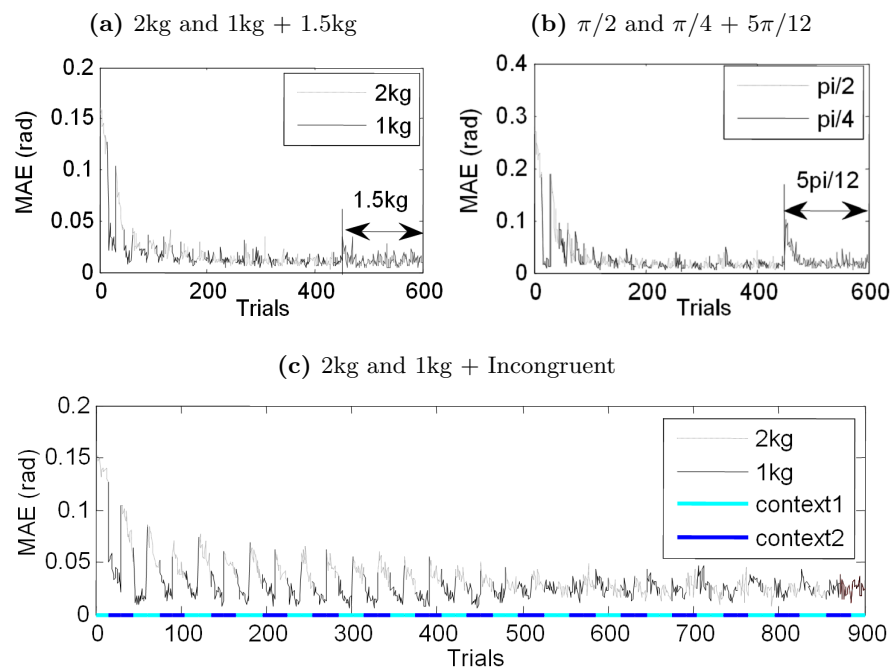 (a) 2kg and 1kg + 1.5kg
MAE (rad)
0.2
0.15
0.1
0.05
0
2kg
1kg
1.5kg
0 200 400 600
Trials
(b) π/2 and π/4 + 5π/12
MAE (rad)
0.4
0.3
0.2
0.1
0
pi/2
pi/4
5pi/12
0 200 400 600
Trials
(c) 2kg and 1kg + Incongruent
MAE (rad)
0.2
0.15
0.1
0.05
0
2kg
1kg
context1
context2
0 100 200 300 400 500 600 700 800 900
Trials